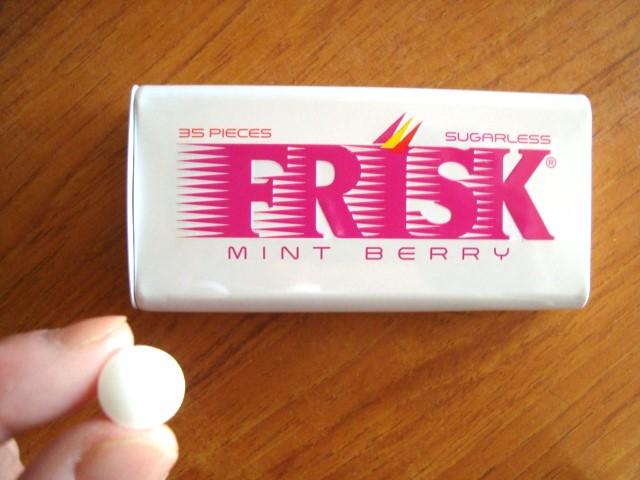 35 PIECES
SUGARLESS
FRISK®
MINT BERRY